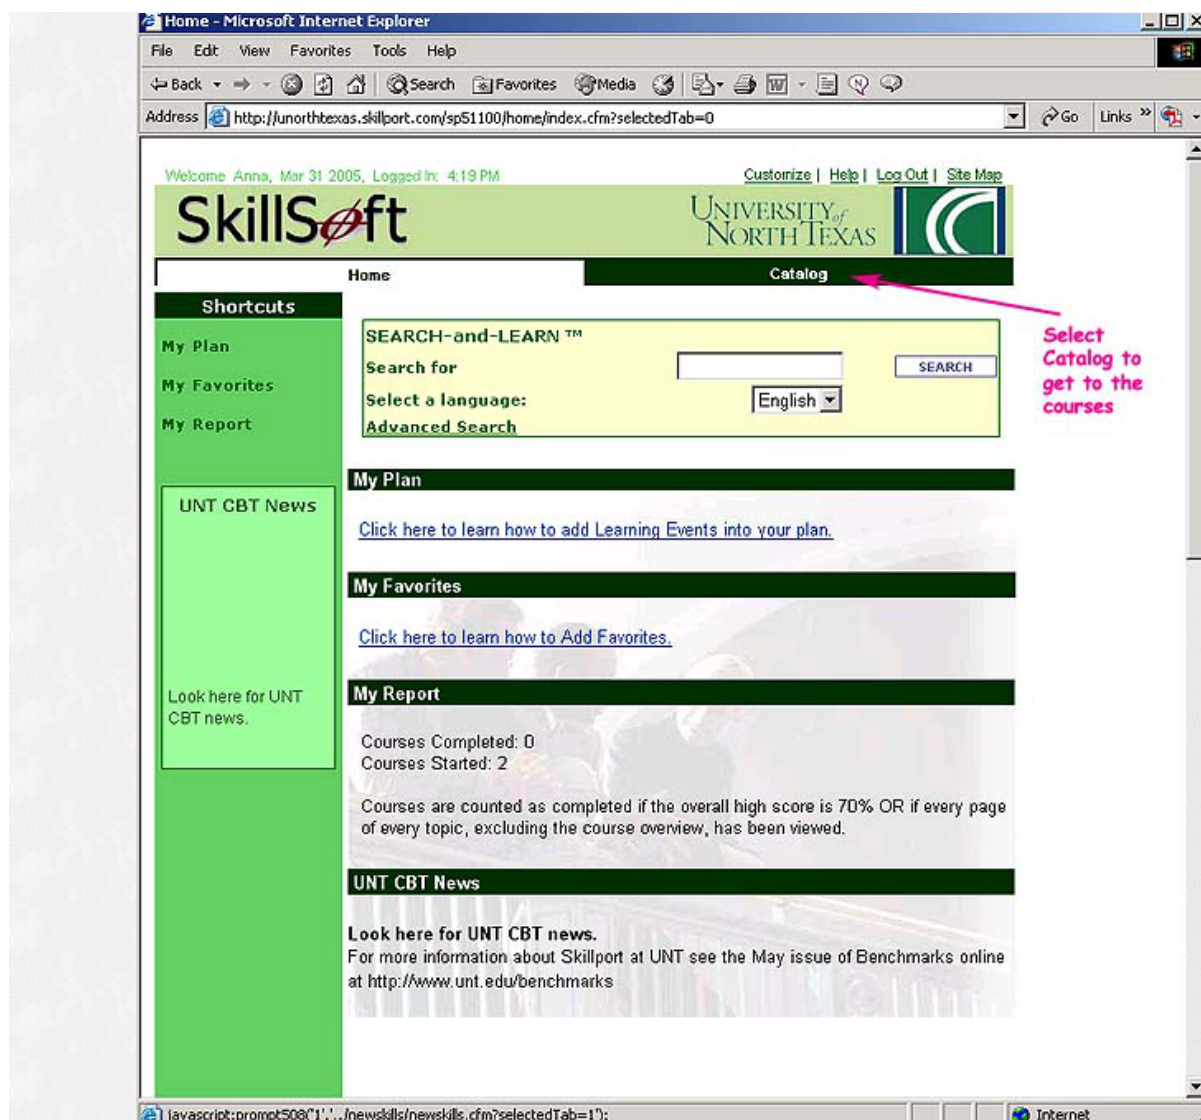 Home - Microsoft Internet Explorer
File Edit View Favorites Tools Help
Back Search Favorites Media
Address http://unorthtexas.skillport.com/sp51100/home/index.cfm?selectedTab=0 Go Links »
Welcome Anna, Mar 31 2005, Logged In: 4:19 PM Customize | Help | Log Out | Site Map
SkillSoft UNIVERSITY of
NORTH TEXAS
Home Catalog
Select
Catalog to
get to the
courses
Shortcuts
My Plan
My Favorites
My Report
SEARCH-and-LEARN ™
Search for SEARCH
Select a language: English
Advanced Search
UNT CBT News
Look here for UNT
CBT news.
My Plan
Click here to learn how to add Learning Events into your plan.
My Favorites
Click here to learn how to Add Favorites.
My Report
Courses Completed: 0
Courses Started: 2
Courses are counted as completed if the overall high score is 70% OR if every page
of every topic, excluding the course overview, has been viewed.
UNT CBT News
Look here for UNT CBT news.
For more information about Skillport at UNT see the May issue of Benchmarks online
at http://www.unt.edu/benchmarks
javascript:prompt508('1','../newskills/newskills.cfm?selectedTab=1'); Internet